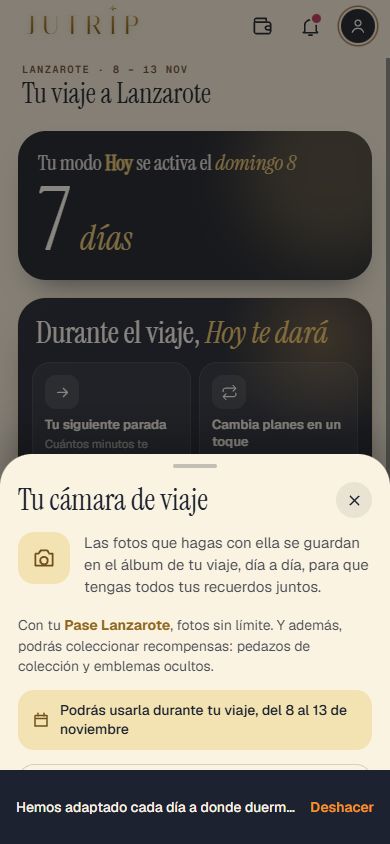 JUTRIP
LANZAROTE · 8 – 13 NOV
Tu viaje a Lanzarote
Tu modo Hoy se activa el domingo 8
7 días
Durante el viaje, Hoy te dará
Tu siguiente parada
Cuántos minutos te
Cambia planes en un
toque
Tu cámara de viaje
Las fotos que hagas con ella se guardan
en el álbum de tu viaje, día a día, para que
tengas todos tus recuerdos juntos.
Con tu Pase Lanzarote, fotos sin límite. Y además,
podrás coleccionar recompensas: pedazos de
colección y emblemas ocultos.
Podrás usarla durante tu viaje, del 8 al 13 de
noviembre
Hemos adaptado cada día a donde duerm... Deshacer